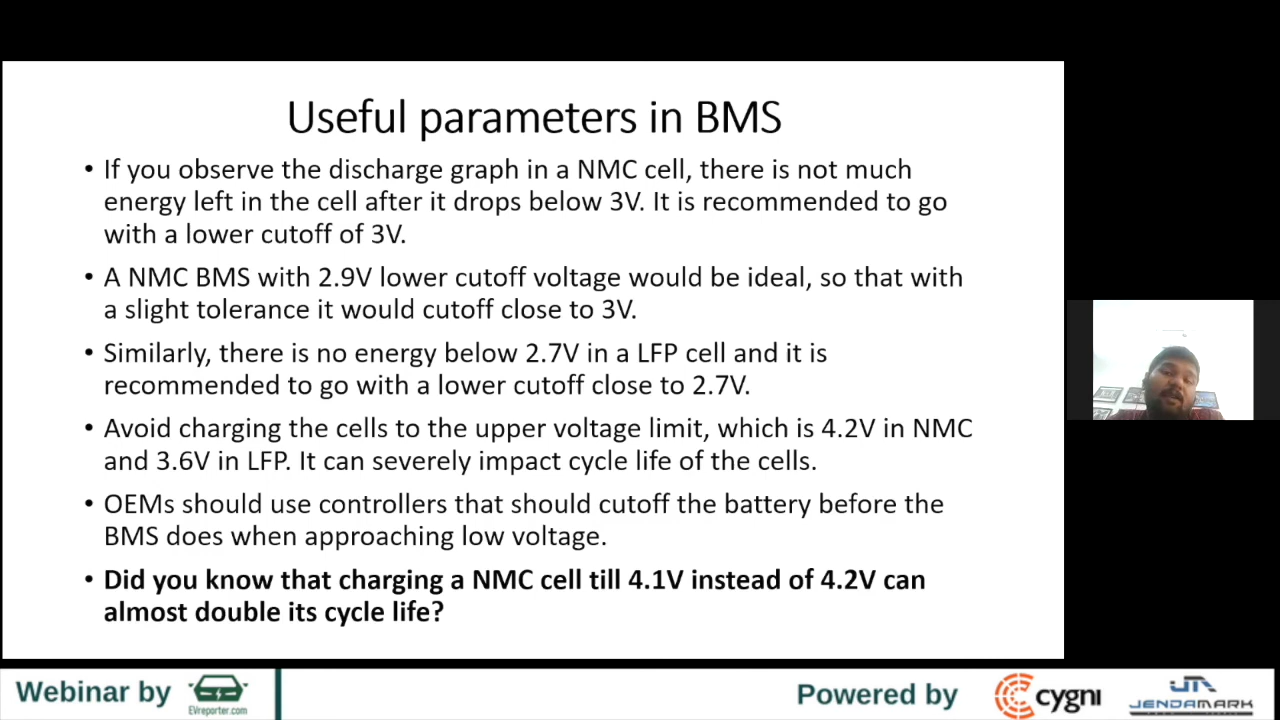 Useful parameters in BMS
• If you observe the discharge graph in a NMC cell, there is not much
energy left in the cell after it drops below 3V. It is recommended to go
with a lower cutoff of 3V.
• A NMC BMS with 2.9V lower cutoff voltage would be ideal, so that with
a slight tolerance it would cutoff close to 3V.
• Similarly, there is no energy below 2.7V in a LFP cell and it is
recommended to go with a lower cutoff close to 2.7V.
• Avoid charging the cells to the upper voltage limit, which is 4.2V in NMC
and 3.6V in LFP. It can severely impact cycle life of the cells.
• OEMs should use controllers that should cutoff the battery before the
BMS does when approaching low voltage.
• Did you know that charging a NMC cell till 4.1V instead of 4.2V can
almost double its cycle life?
Webinar by
EVreporter.com
Powered by
cygni
JENDAMARK